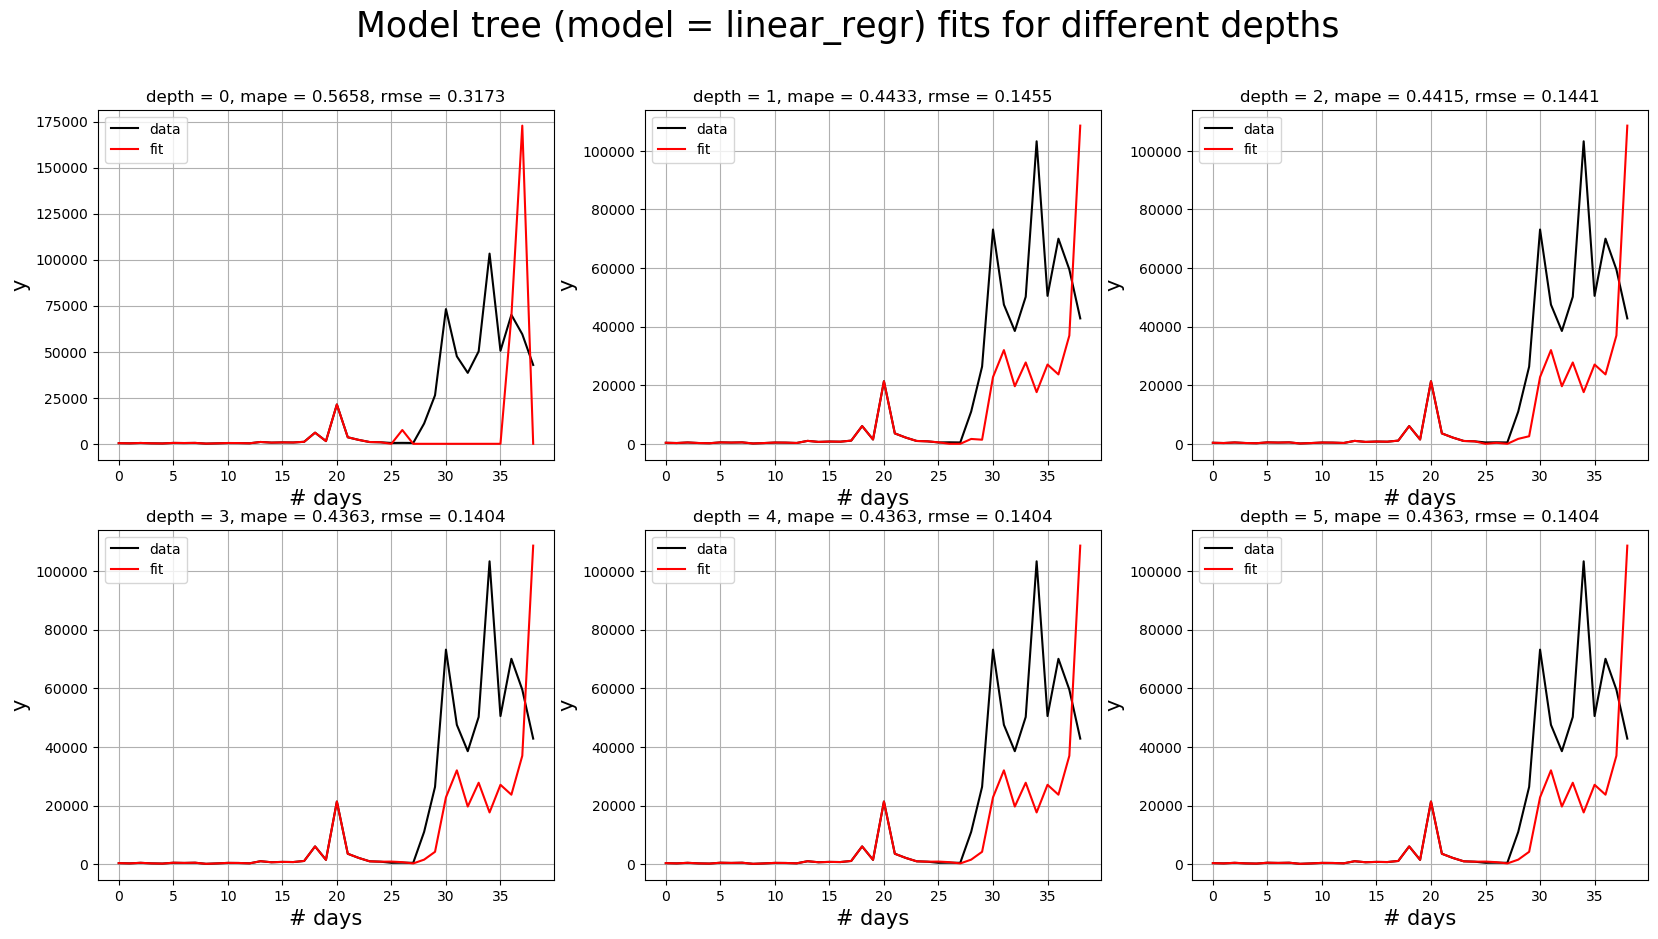 Model tree (model = linear_regr) fits for different depths
depth = 0, mape = 0.5658, rmse = 0.3173
data
fit
175000
150000
125000
100000
75000
50000
25000
0
y
0 5 10 15 20 25 30 35
# days
depth = 1, mape = 0.4433, rmse = 0.1455
data
fit
100000
80000
60000
40000
20000
0
y
0 5 10 15 20 25 30 35
# days
depth = 2, mape = 0.4415, rmse = 0.1441
data
fit
100000
80000
60000
40000
20000
0
y
0 5 10 15 20 25 30 35
# days
depth = 3, mape = 0.4363, rmse = 0.1404
data
fit
100000
80000
60000
40000
20000
0
y
0 5 10 15 20 25 30 35
# days
depth = 4, mape = 0.4363, rmse = 0.1404
data
fit
100000
80000
60000
40000
20000
0
y
0 5 10 15 20 25 30 35
# days
depth = 5, mape = 0.4363, rmse = 0.1404
data
fit
100000
80000
60000
40000
20000
0
y
0 5 10 15 20 25 30 35
# days